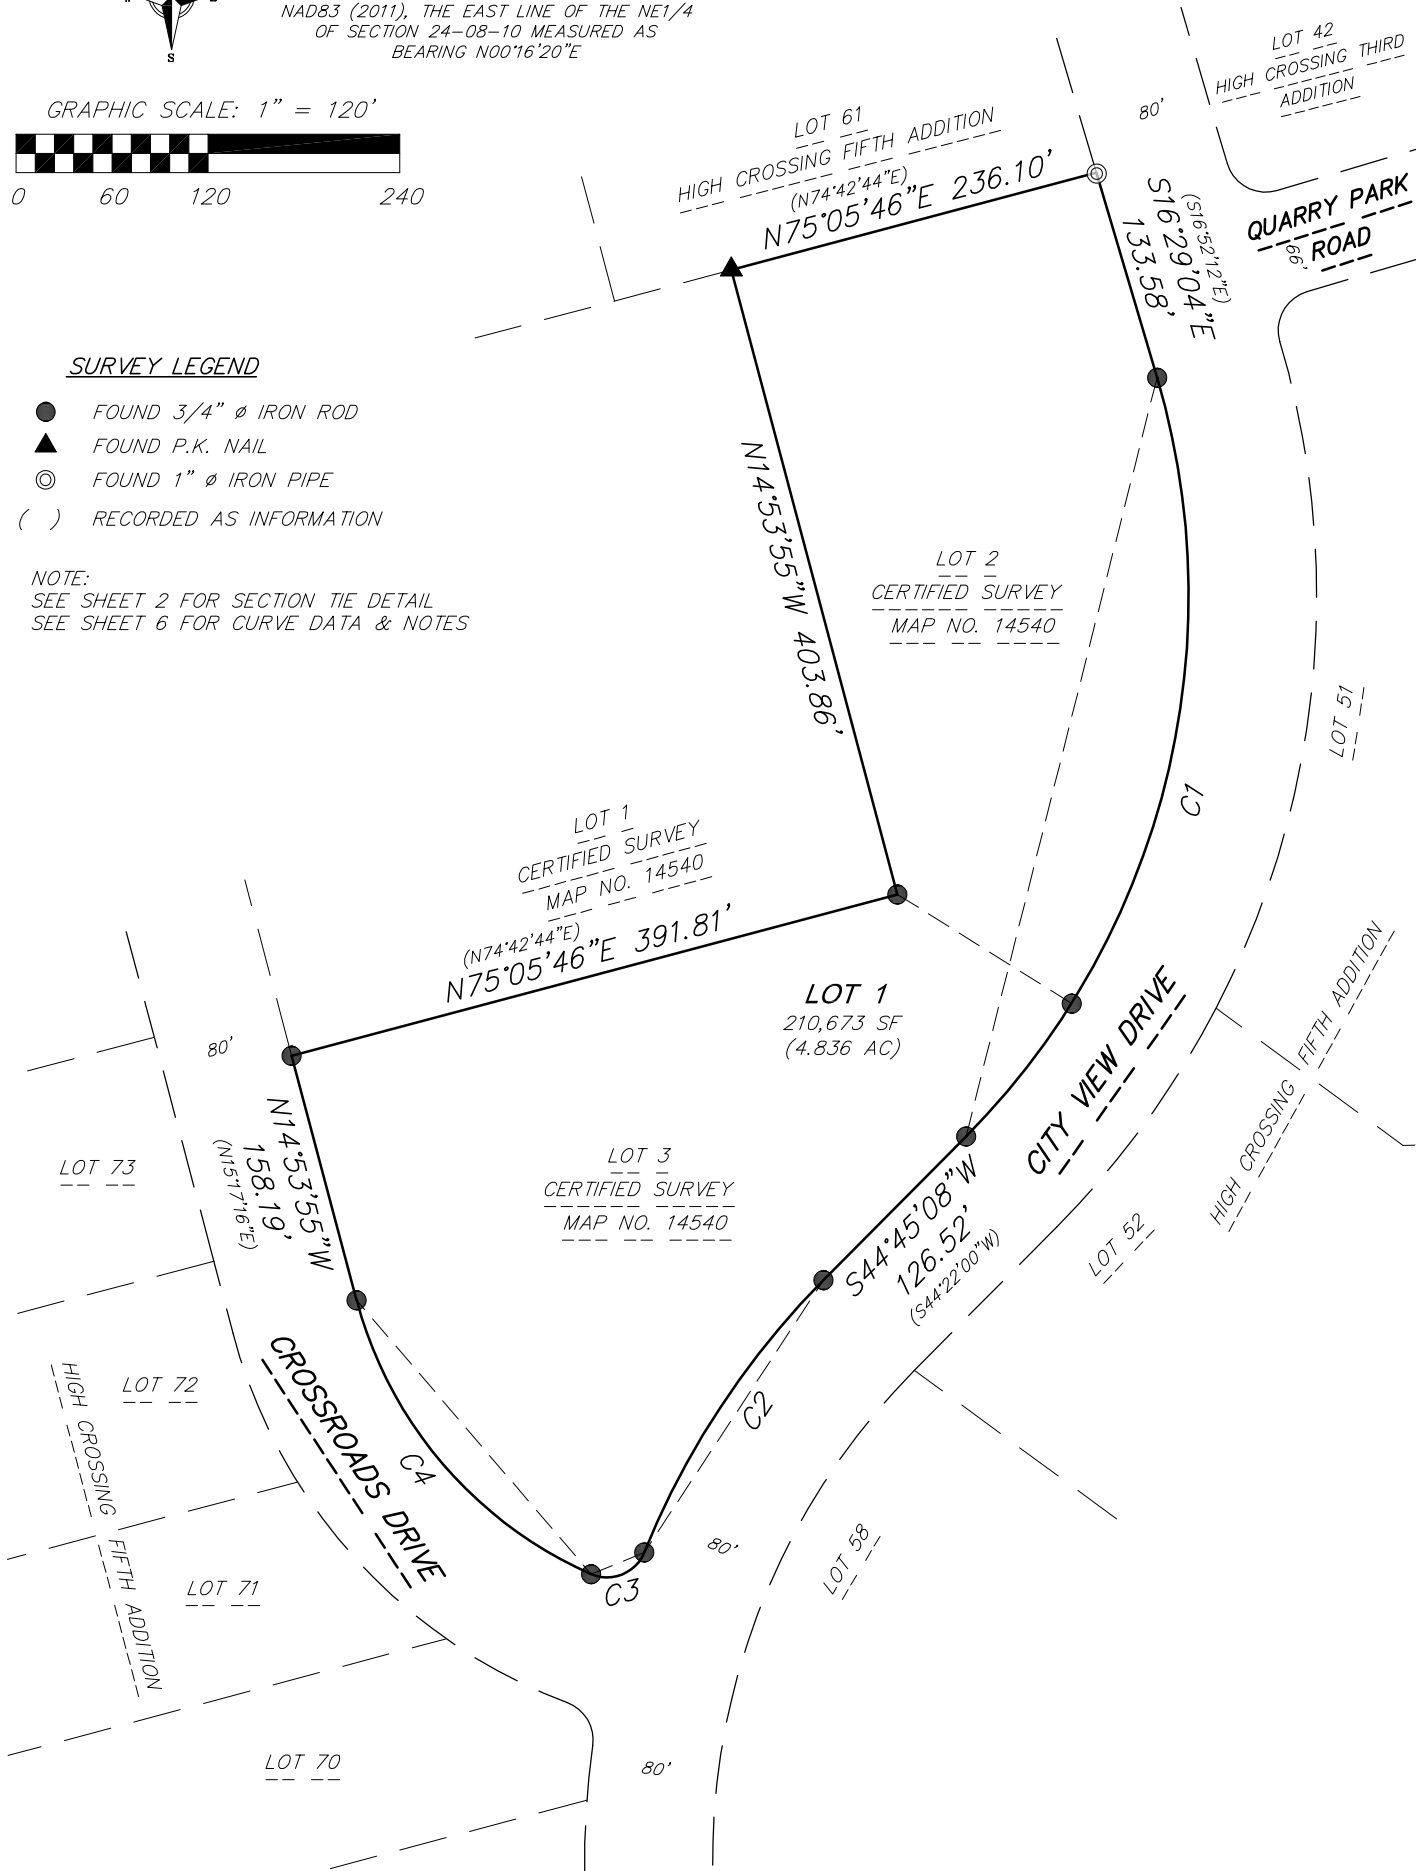 NAD83 (2011), THE EAST LINE OF THE NE1/4
OF SECTION 24-08-10 MEASURED AS
BEARING N00°16'20"E
S
GRAPHIC SCALE: 1" = 120'
0 60 120 240
LOT 42
HIGH CROSSING THIRD
ADDITION
80'
LOT 61
HIGH CROSSING FIFTH ADDITION
(N74°42'44"E)
N75°05'46"E 236.10'
(S16°52'12"E)
S16°29'04"E
133.58'
QUARRY PARK
ROAD
66'
SURVEY LEGEND
FOUND 3/4" ø IRON ROD
FOUND P.K. NAIL
FOUND 1" ø IRON PIPE
( ) RECORDED AS INFORMATION
NOTE:
SEE SHEET 2 FOR SECTION TIE DETAIL
SEE SHEET 6 FOR CURVE DATA & NOTES
N14°53'55"W 403.86'
LOT 2
CERTIFIED SURVEY
MAP NO. 14540
LOT 51
C1
LOT 1
CERTIFIED SURVEY
MAP NO. 14540
(N74°42'44"E)
N75°05'46"E 391.81'
LOT 1
210,673 SF
(4.836 AC)
CITY VIEW DRIVE
HIGH CROSSING FIFTH ADDITION
80'
N14°53'55"W
158.19'
(N15°17'16"E)
LOT 73
LOT 3
CERTIFIED SURVEY
MAP NO. 14540
S44°45'08"W
126.52'
(S44°22'00"W)
LOT 52
CROSSROADS DRIVE
LOT 72
HIGH CROSSING FIFTH ADDITION
C4
C2
80'
LOT 58
C3
LOT 71
LOT 70
80'